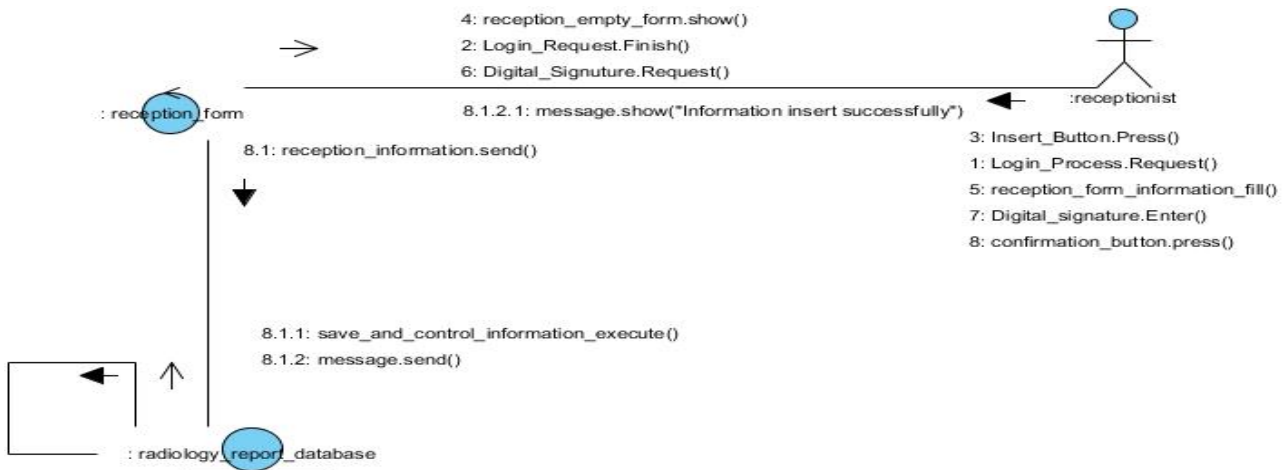 4: reception_empty_form.show()
2: Login_Request.Finish()
6: Digital_Signuture.Request()
: reception_form
8.1.2.1: message.show("Information insert successfully")
:receptionist
8.1: reception_information.send()
3: Insert_Button.Press()
1: Login_Process.Request()
5: reception_form_information_fill()
7: Digital_signature.Enter()
8: confirmation_button.press()
8.1.1: save_and_control_information_execute()
8.1.2: message.send()
: radiology_report_database